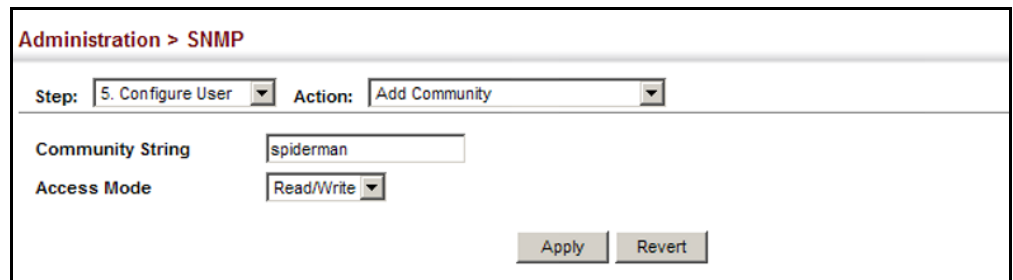 Administration > SNMP
Step: 5. Configure User Action: Add Community
Community String spiderman
Access Mode Read/Write
Apply Revert